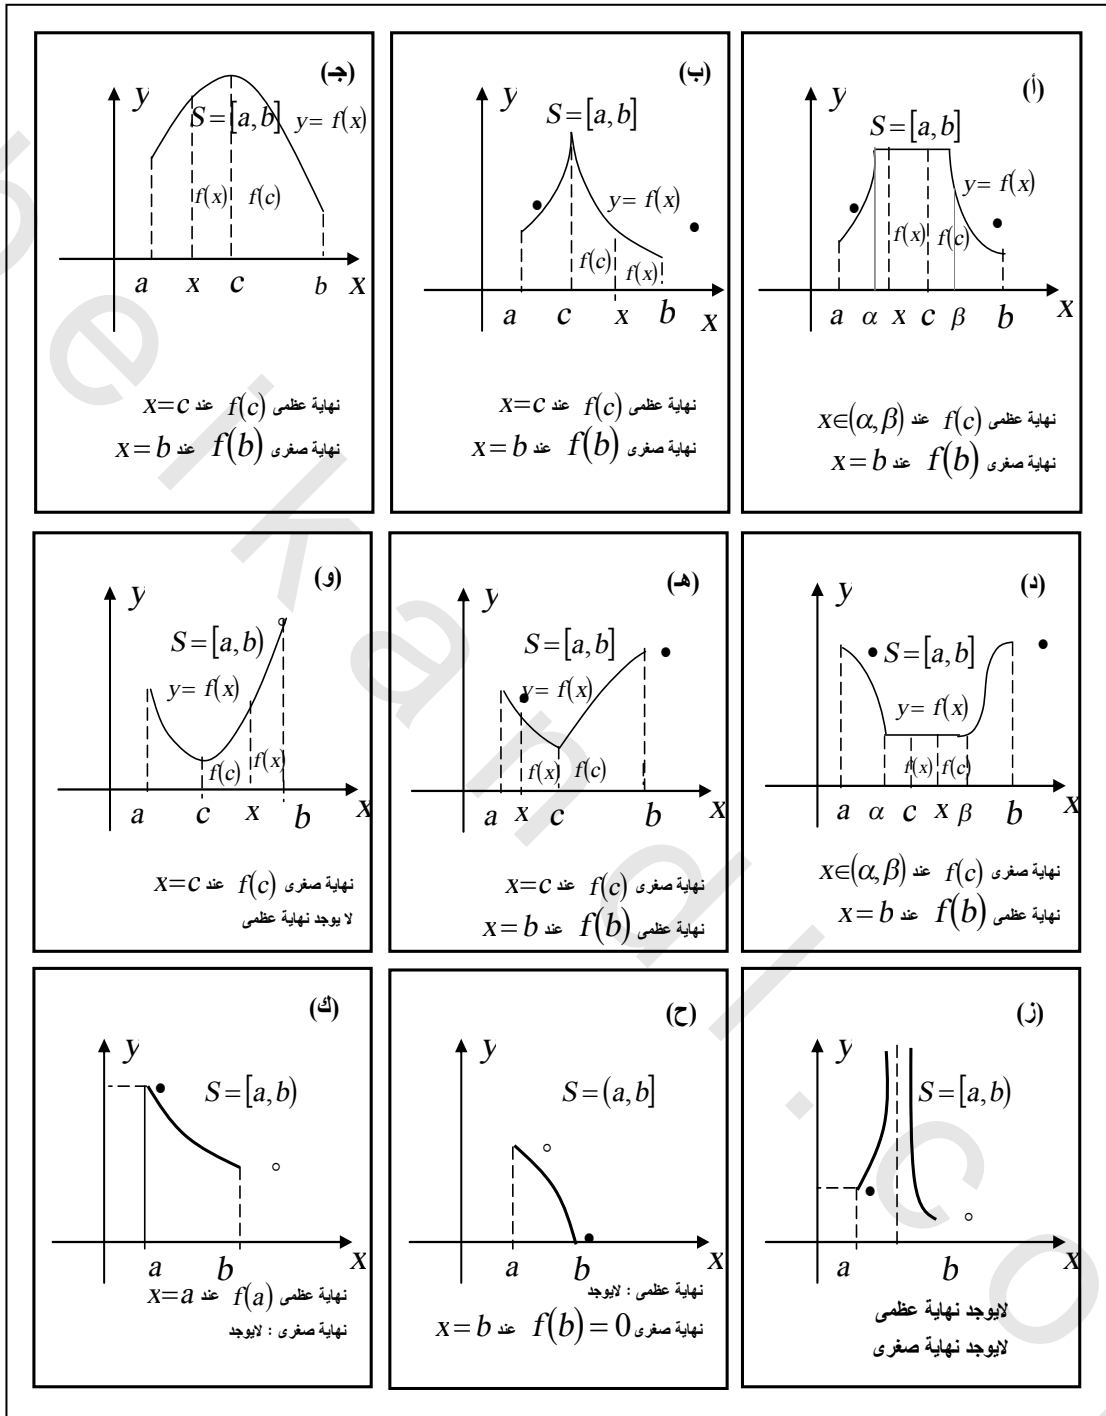 (أ)
y
S = [a, b]
y = f(x)
f(x) f(c)
a α x c β b x
نهاية عظمى f(c) عند x∈(α, β)
نهاية صغرى f(b) عند x = b
(ب)
y
S = [a, b]
y = f(x)
f(c) f(x)
a c x b x
نهاية عظمى f(c) عند x = c
نهاية صغرى f(b) عند x = b
(جـ)
y
S = [a, b] y = f(x)
f(x) f(c)
a x c b x
نهاية عظمى f(c) عند x = c
نهاية صغرى f(b) عند x = b
(د)
y
S = [a, b]
y = f(x)
f(x) f(c)
a α c x β b x
نهاية صغرى f(c) عند x∈(α, β)
نهاية عظمى f(b) عند x = b
(هـ)
y
S = [a, b]
y = f(x)
f(x) f(c)
a x c b x
نهاية صغرى f(c) عند x = c
نهاية عظمى f(b) عند x = b
(و)
y
S = [a, b)
y = f(x)
f(c) f(x)
a c x b x
نهاية صغرى f(c) عند x = c
لا يوجد نهاية عظمى
(ز)
y
S = [a, b)
a b x
لايوجد نهاية عظمى
لايوجد نهاية صغرى
(ح)
y
S = (a, b]
a b x
نهاية عظمى : لايوجد
نهاية صغرى f(b) = 0 عند x = b
(ك)
y
S = [a, b)
a b x
نهاية عظمى f(a) عند x = a
نهاية صغرى : لايوجد